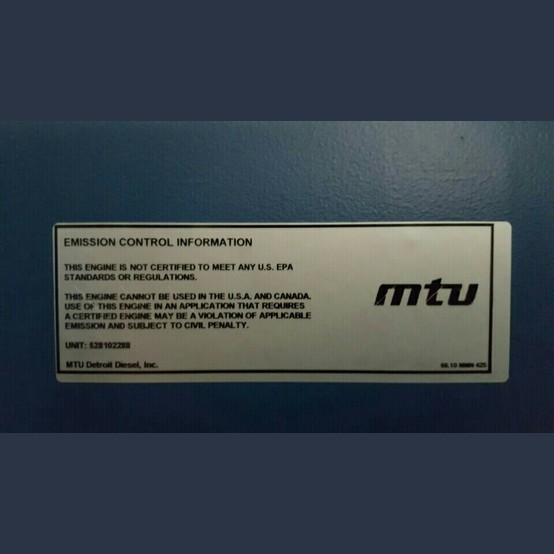 EMISSION CONTROL INFORMATION
THIS ENGINE IS NOT CERTIFIED TO MEET ANY U.S. EPA
STANDARDS OR REGULATIONS.
THIS ENGINE CANNOT BE USED IN THE U.S.A. AND CANADA.
USE OF THIS ENGINE IN AN APPLICATION THAT REQUIRES
A CERTIFIED ENGINE MAY BE A VIOLATION OF APPLICABLE
EMISSION AND SUBJECT TO CIVIL PENALTY.
mtu
UNIT: 528102288
MTU Detroit Diesel, Inc.